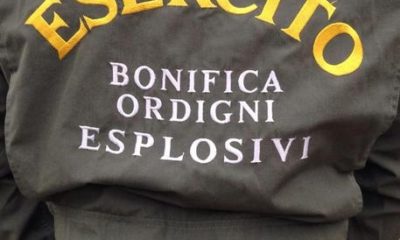 ESERCITO
BONIFICA
ORDIGNI
ESPLOSIVI